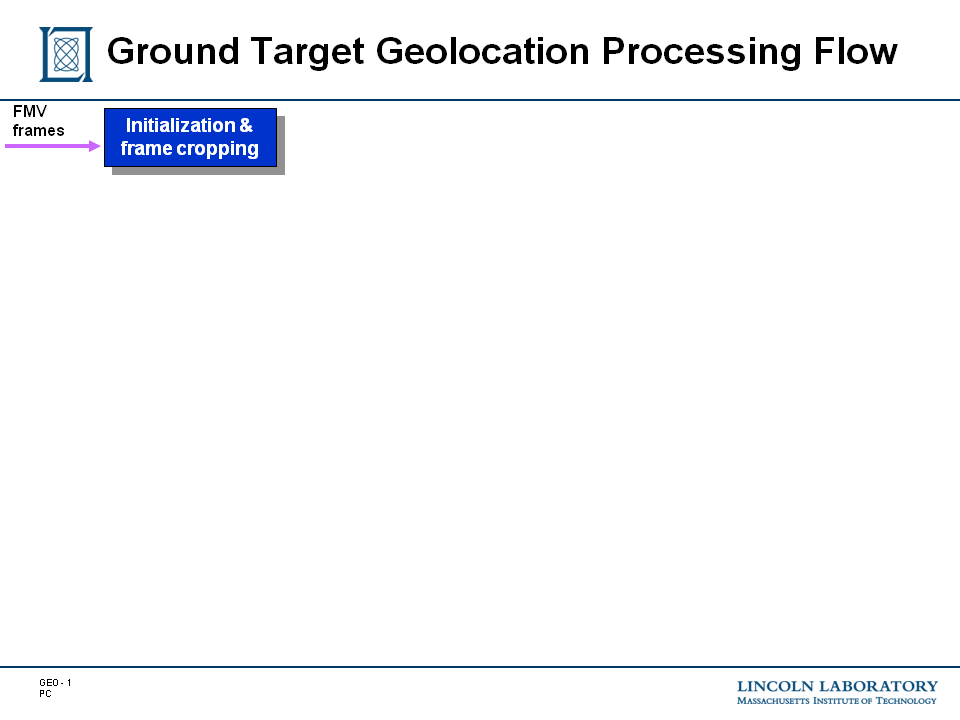 Ground Target Geolocation Processing Flow
FMV
frames
Initialization &
frame cropping
GEO - 1
PC
LINCOLN LABORATORY
MASSACHUSETTS INSTITUTE OF TECHNOLOGY